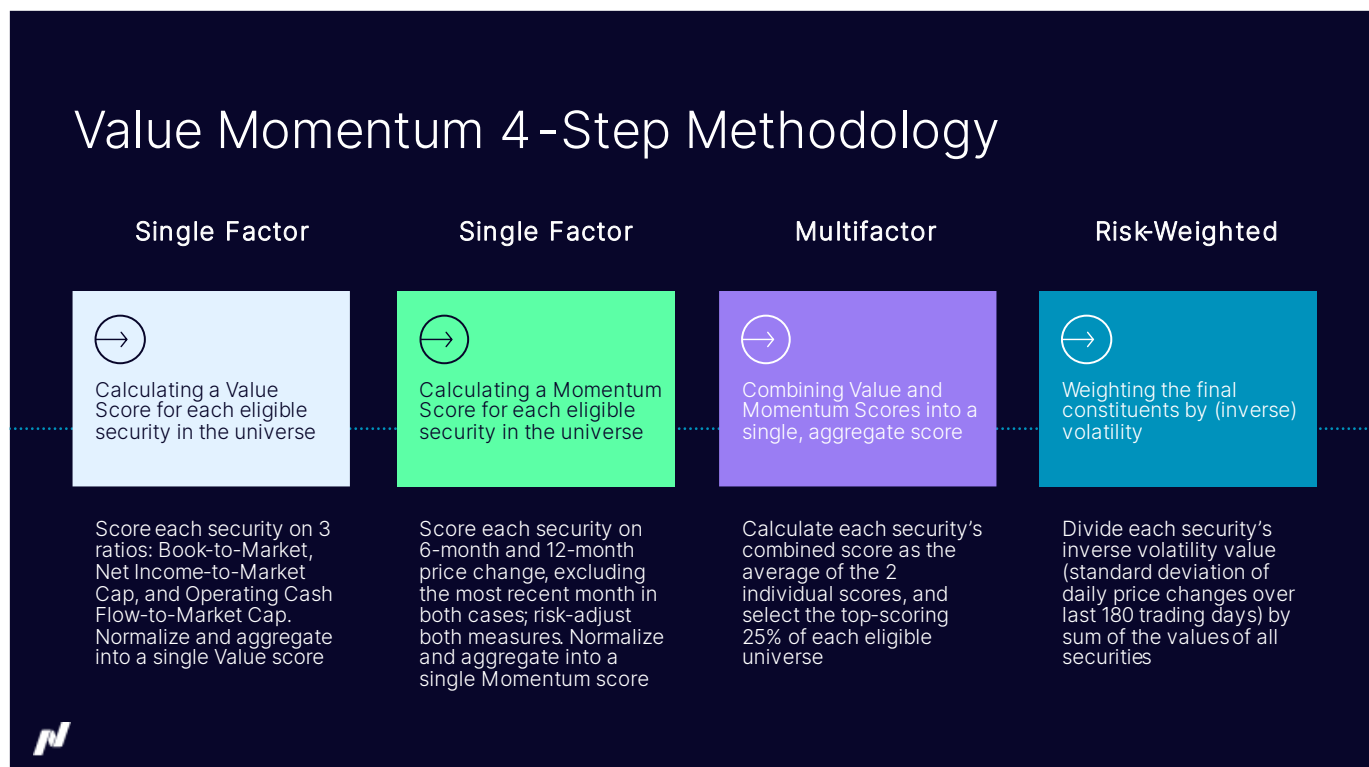 Value Momentum 4-Step Methodology
Single Factor
Single Factor
Multifactor
Risk-Weighted
Calculating a Value
Score for each eligible
security in the universe
Calculating a Momentum
Score for each eligible
security in the universe
Combining Value and
Momentum Scores into a
single, aggregate score
Weighting the final
constituents by (inverse)
volatility
Score each security on 3
ratios: Book-to-Market,
Net Income-to-Market
Cap, and Operating Cash
Flow-to-Market Cap.
Normalize and aggregate
into a single Value score
Score each security on
6-month and 12-month
price change, excluding
the most recent month in
both cases; risk-adjust
both measures. Normalize
and aggregate into a
single Momentum score
Calculate each security's
combined score as the
average of the 2
individual scores, and
select the top-scoring
25% of each eligible
universe
Divide each security's
inverse volatility value
(standard deviation of
daily price changes over
last 180 trading days) by
sum of the values of all
securities